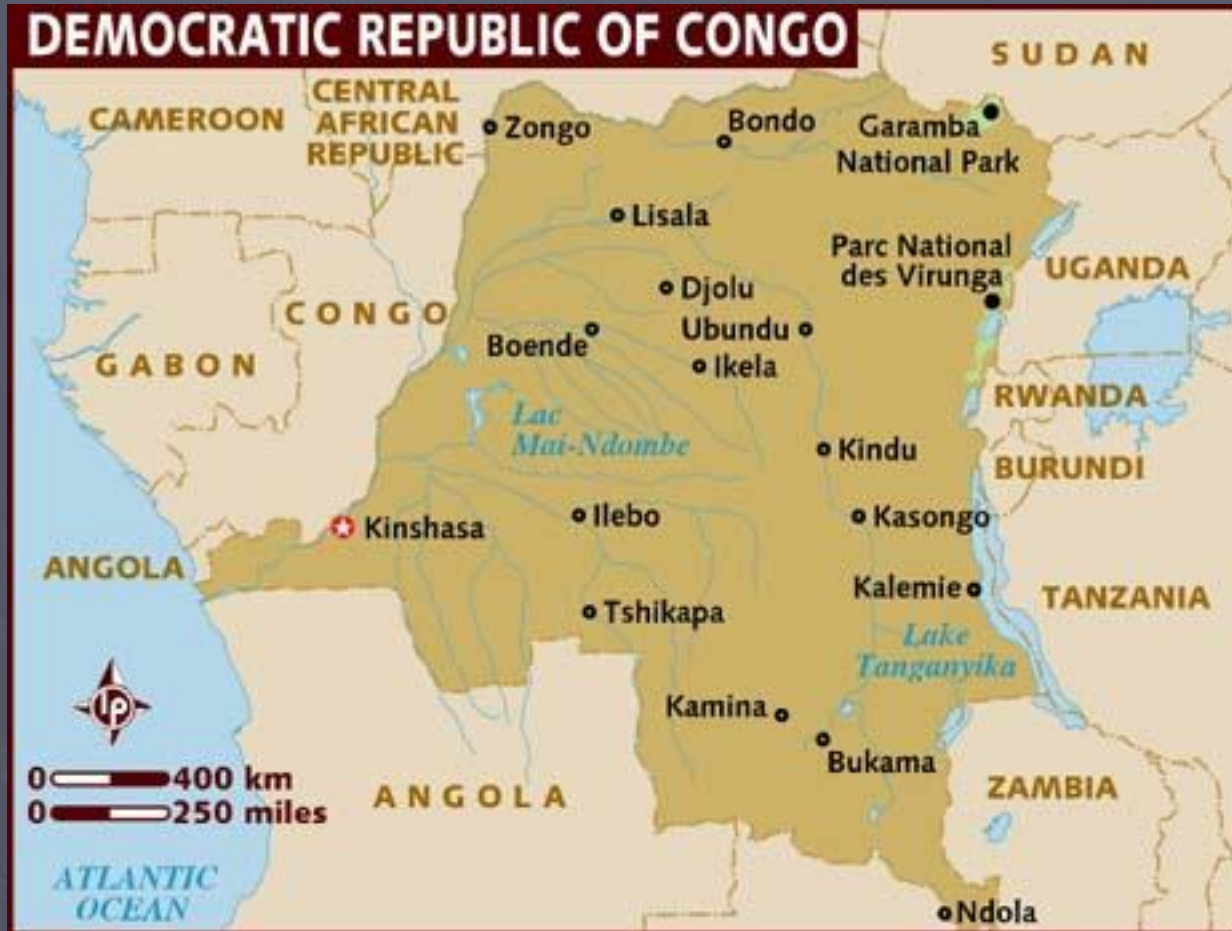 DEMOCRATIC REPUBLIC OF CONGO
SUDAN
CAMEROON
CENTRAL
AFRICAN
REPUBLIC
Zongo
Bondo
Garamba
National Park
Lisala
Parc National
des Virunga
UGANDA
Djolu
CONGO
Ubundu
Boende
Ikela
GABON
RWANDA
Lac
Mai-Ndombe
Kindu
BURUNDI
Ilebo
Kasongo
Kinshasa
ANGOLA
Kalemie
TANZANIA
Tshikapa
Lake
Tanganyika
Kamina
lp
Bukama
0 400 km
ZAMBIA
ANGOLA
0 250 miles
ATLANTIC
OCEAN
Ndola